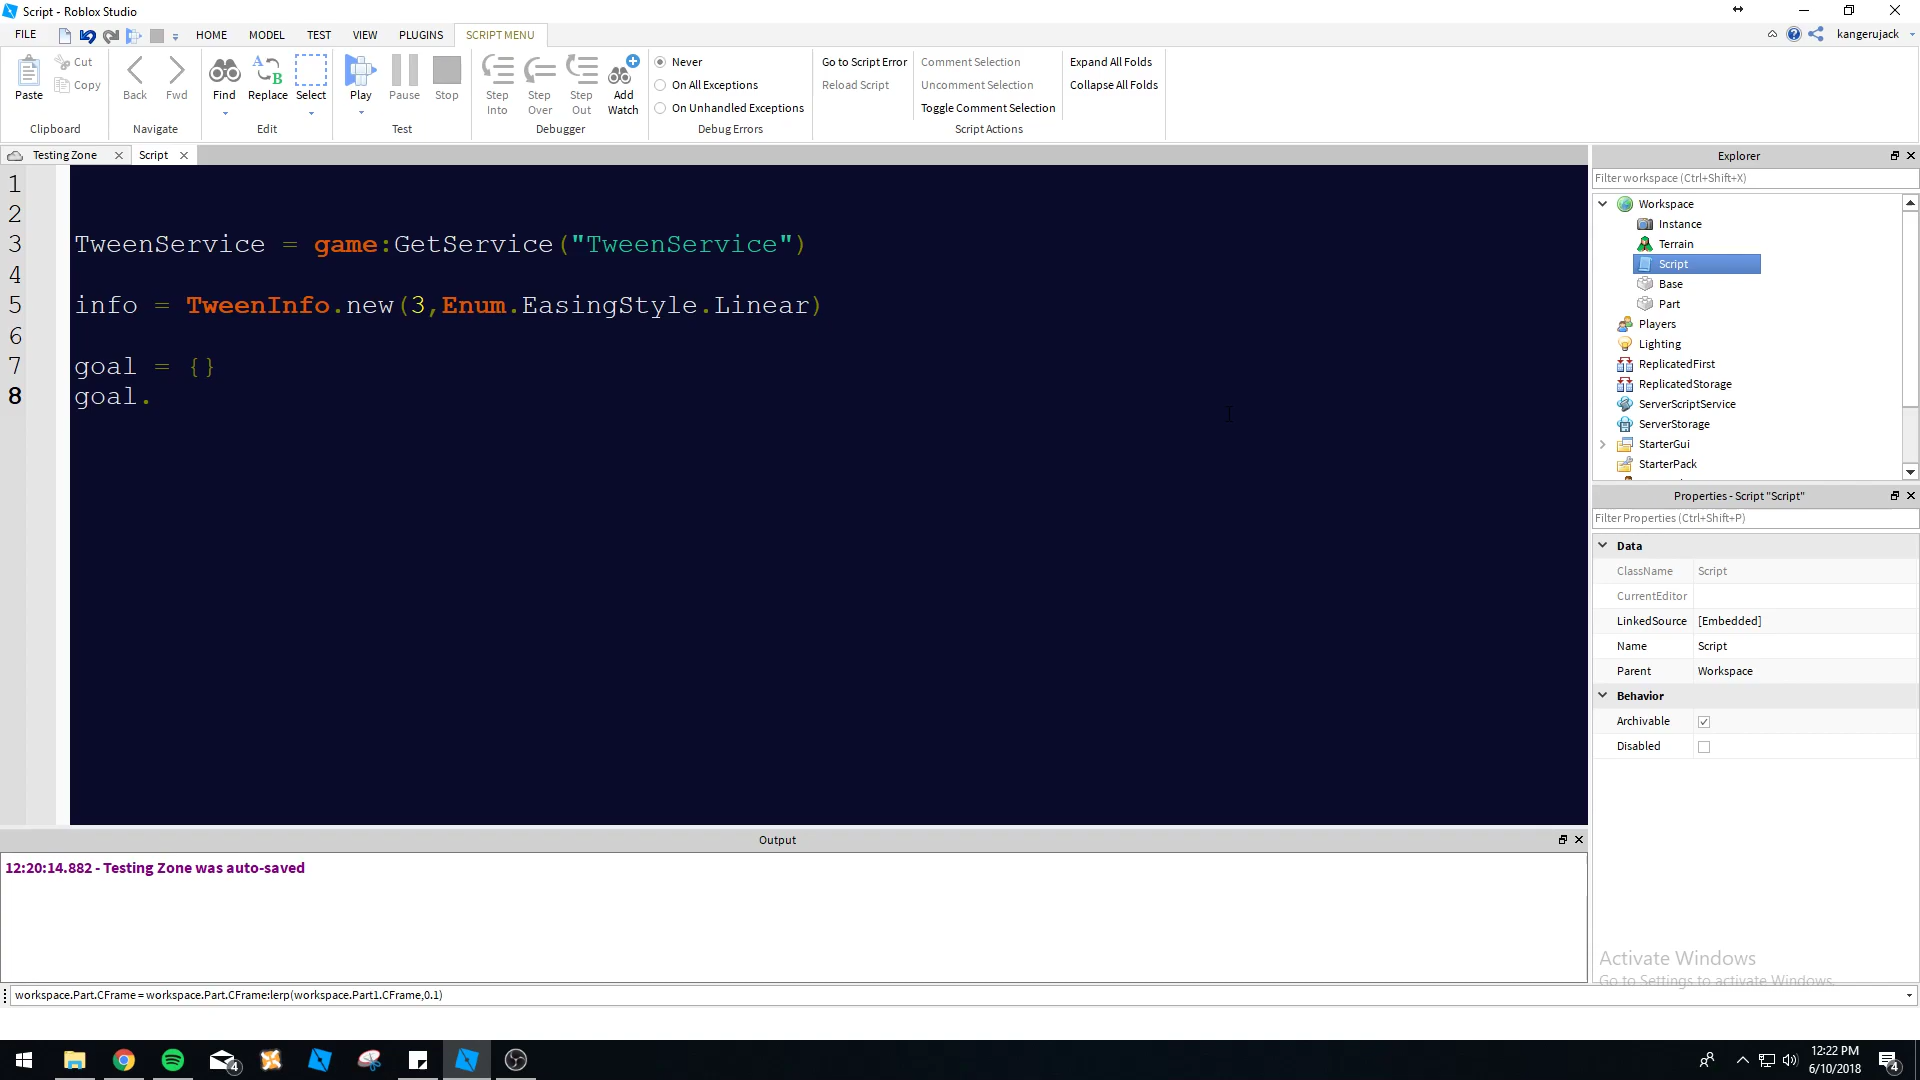 Script - Roblox Studio
FILE HOME MODEL TEST VIEW PLUGINS SCRIPT MENU kangerujack
Paste Cut Copy Back Fwd Find Replace Select Play Pause Stop Step Into Step Over Step Out Add Watch
Never
On All Exceptions
On Unhandled Exceptions
Go to Script Error
Reload Script
Comment Selection
Uncomment Selection
Toggle Comment Selection
Expand All Folds
Collapse All Folds
Clipboard Navigate Edit Test Debugger Debug Errors Script Actions
Testing Zone Script
1
2
3 TweenService = game:GetService("TweenService")
4
5 info = TweenInfo.new(3,Enum.EasingStyle.Linear)
6
7 goal = {}
8 goal.
Explorer
Filter workspace (Ctrl+Shift+X)
Workspace
Instance
Terrain
Script
Base
Part
Players
Lighting
ReplicatedFirst
ReplicatedStorage
ServerScriptService
ServerStorage
StarterGui
StarterPack
Properties - Script "Script"
Filter Properties (Ctrl+Shift+P)
Data
ClassName Script
CurrentEditor
LinkedSource [Embedded]
Name Script
Parent Workspace
Behavior
Archivable
Disabled
Output
12:20:14.882 - Testing Zone was auto-saved
Activate Windows
Go to Settings to activate Windows.
workspace.Part.CFrame = workspace.Part.CFrame:lerp(workspace.Part1.CFrame,0.1)
4
12:22 PM
6/10/2018
4